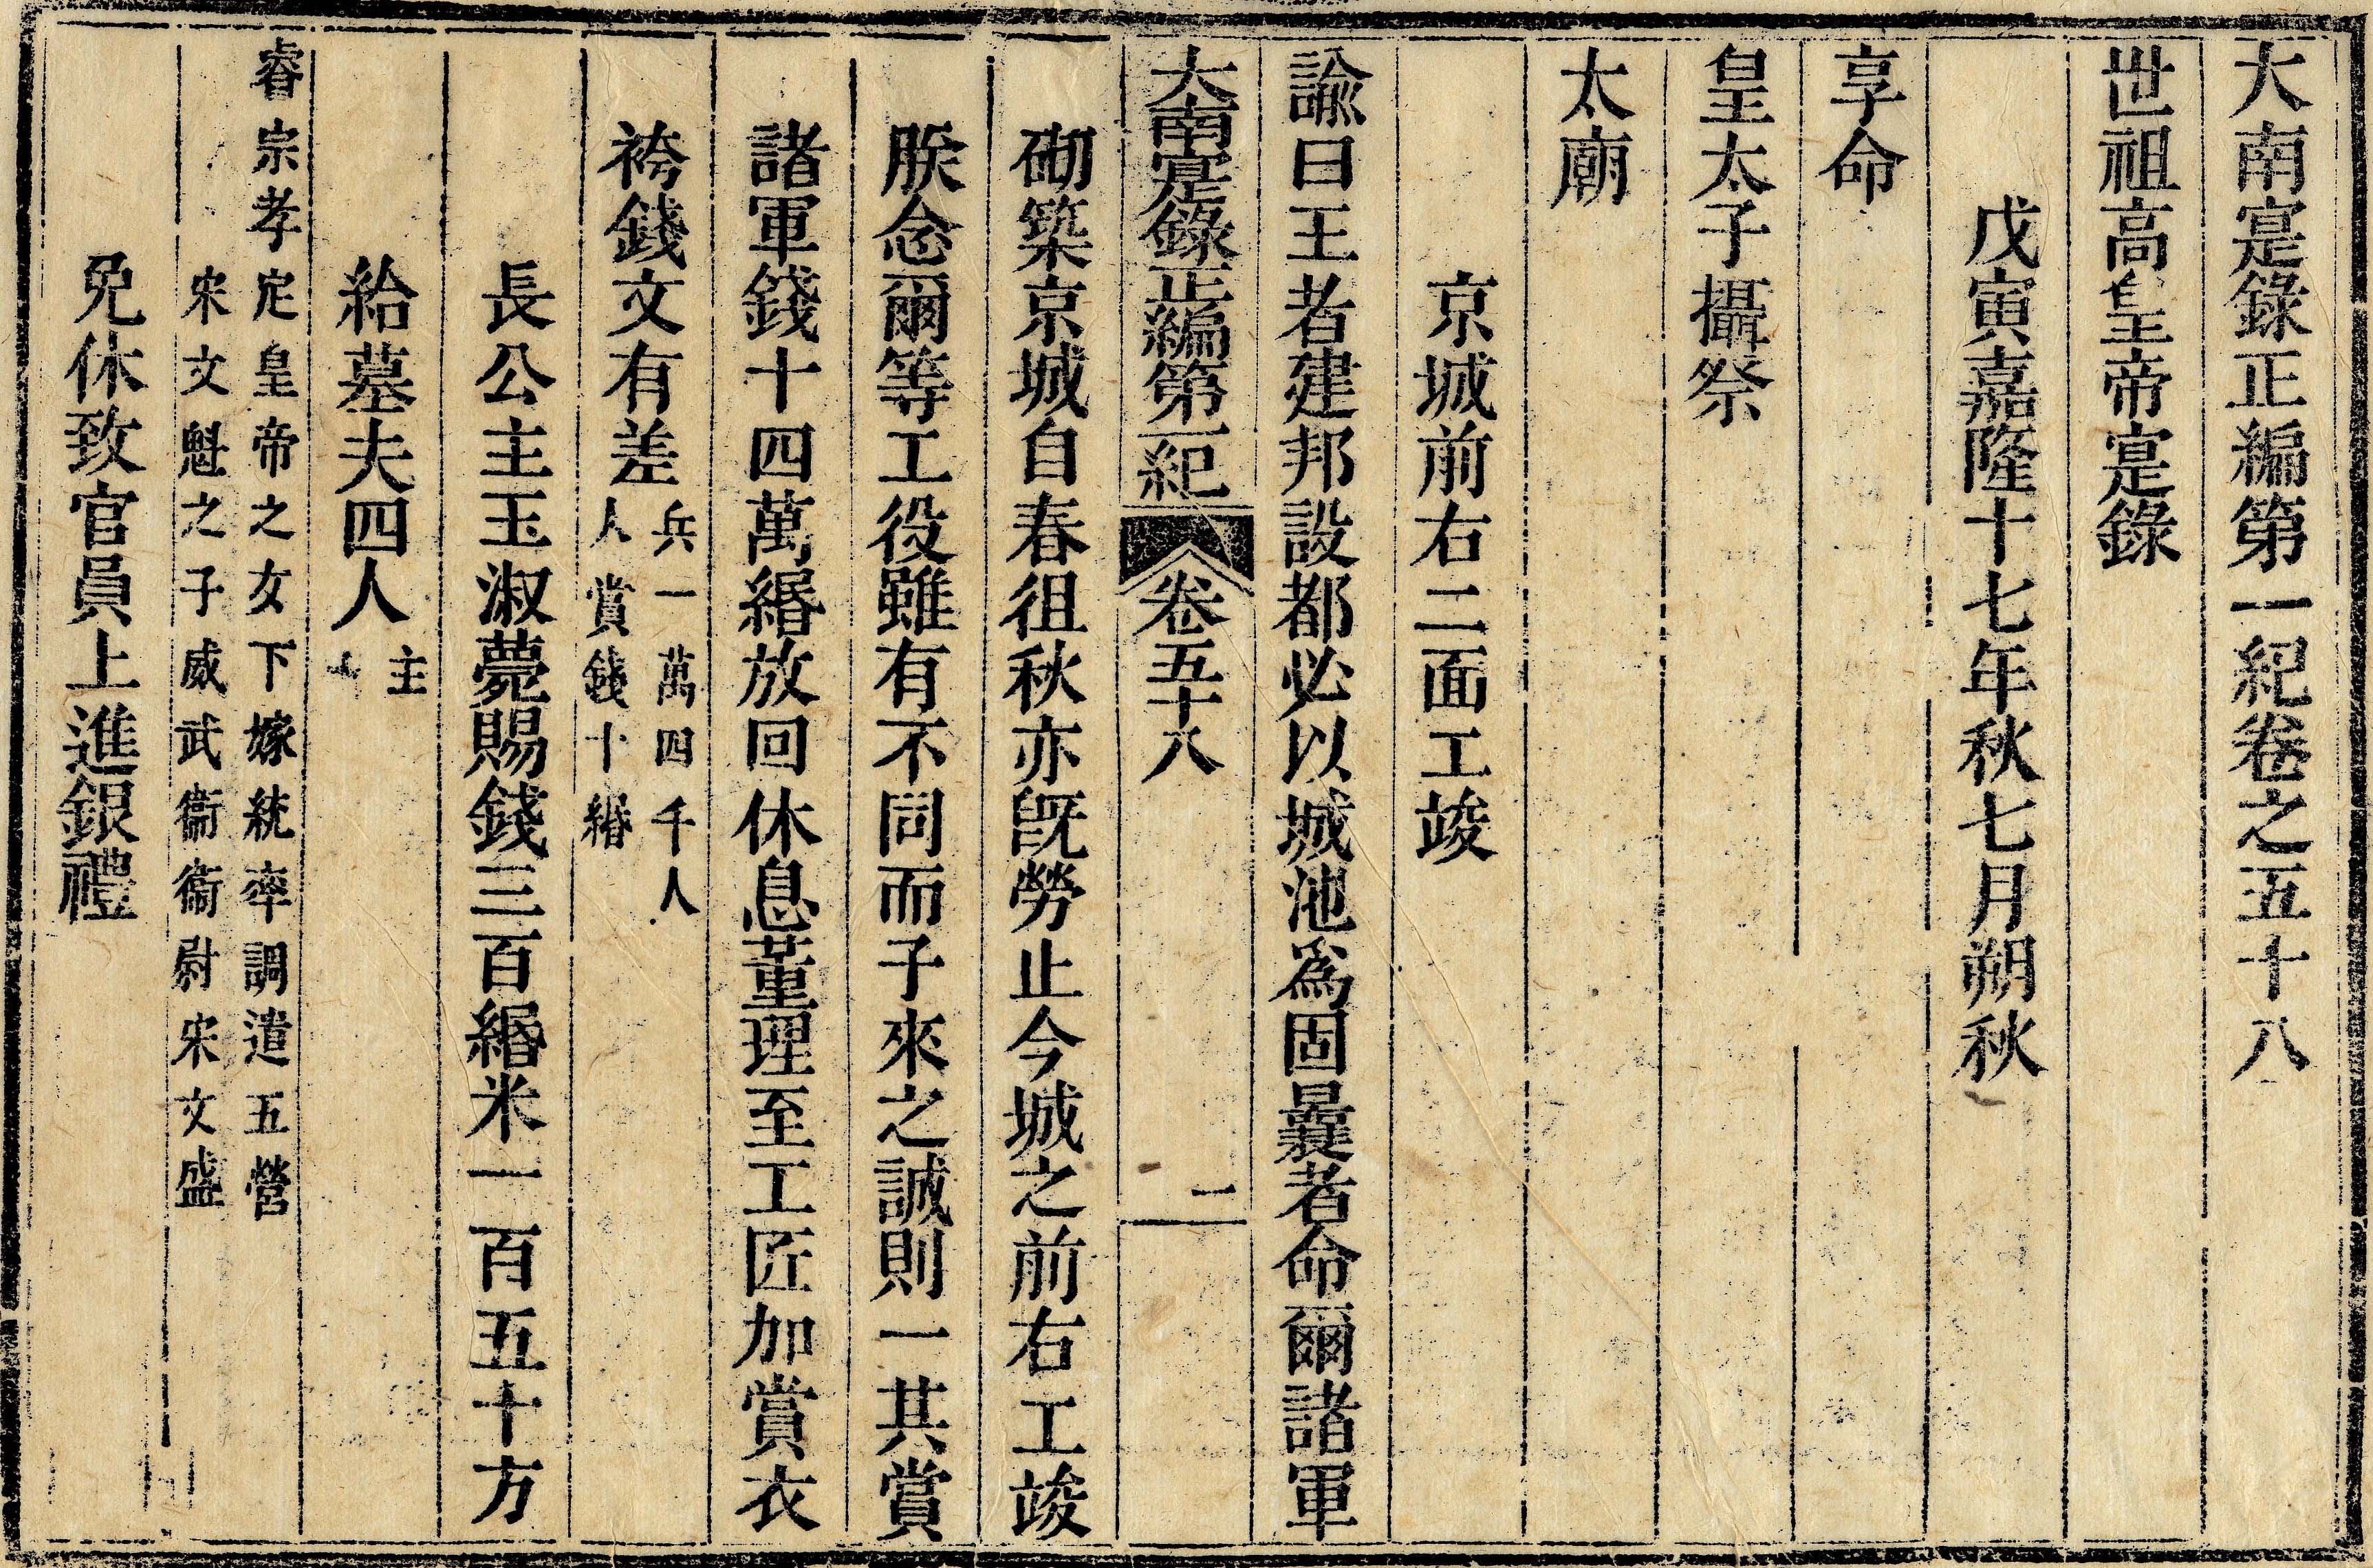 大南寔錄正編第一紀卷之五十八
世祖高皇帝寔錄
戊寅嘉隆十七年秋七月朔秋
享命
皇太子攝祭
太廟
京城前右二面工竣
諭曰王者建邦設都必以城池爲固曩者命爾諸軍
大南寔錄正編第一紀 卷五十八 二
砌築京城自春徂秋亦旣勞止今城之前右工竣
朕念爾等工役雖有不同而子來之誠則一其賞
諸軍錢十四萬緡放回休息董理至工匠加賞衣
袴錢文有差
兵一萬四千人
人賞錢十緡
長公主玉淑薨賜錢三百緡米一百五十方
給墓夫四人
主
睿宗孝定皇帝之女下嫁統率調遣五營
宋文魁之子威武衞衞尉宋文盛
免休致官員上進銀禮